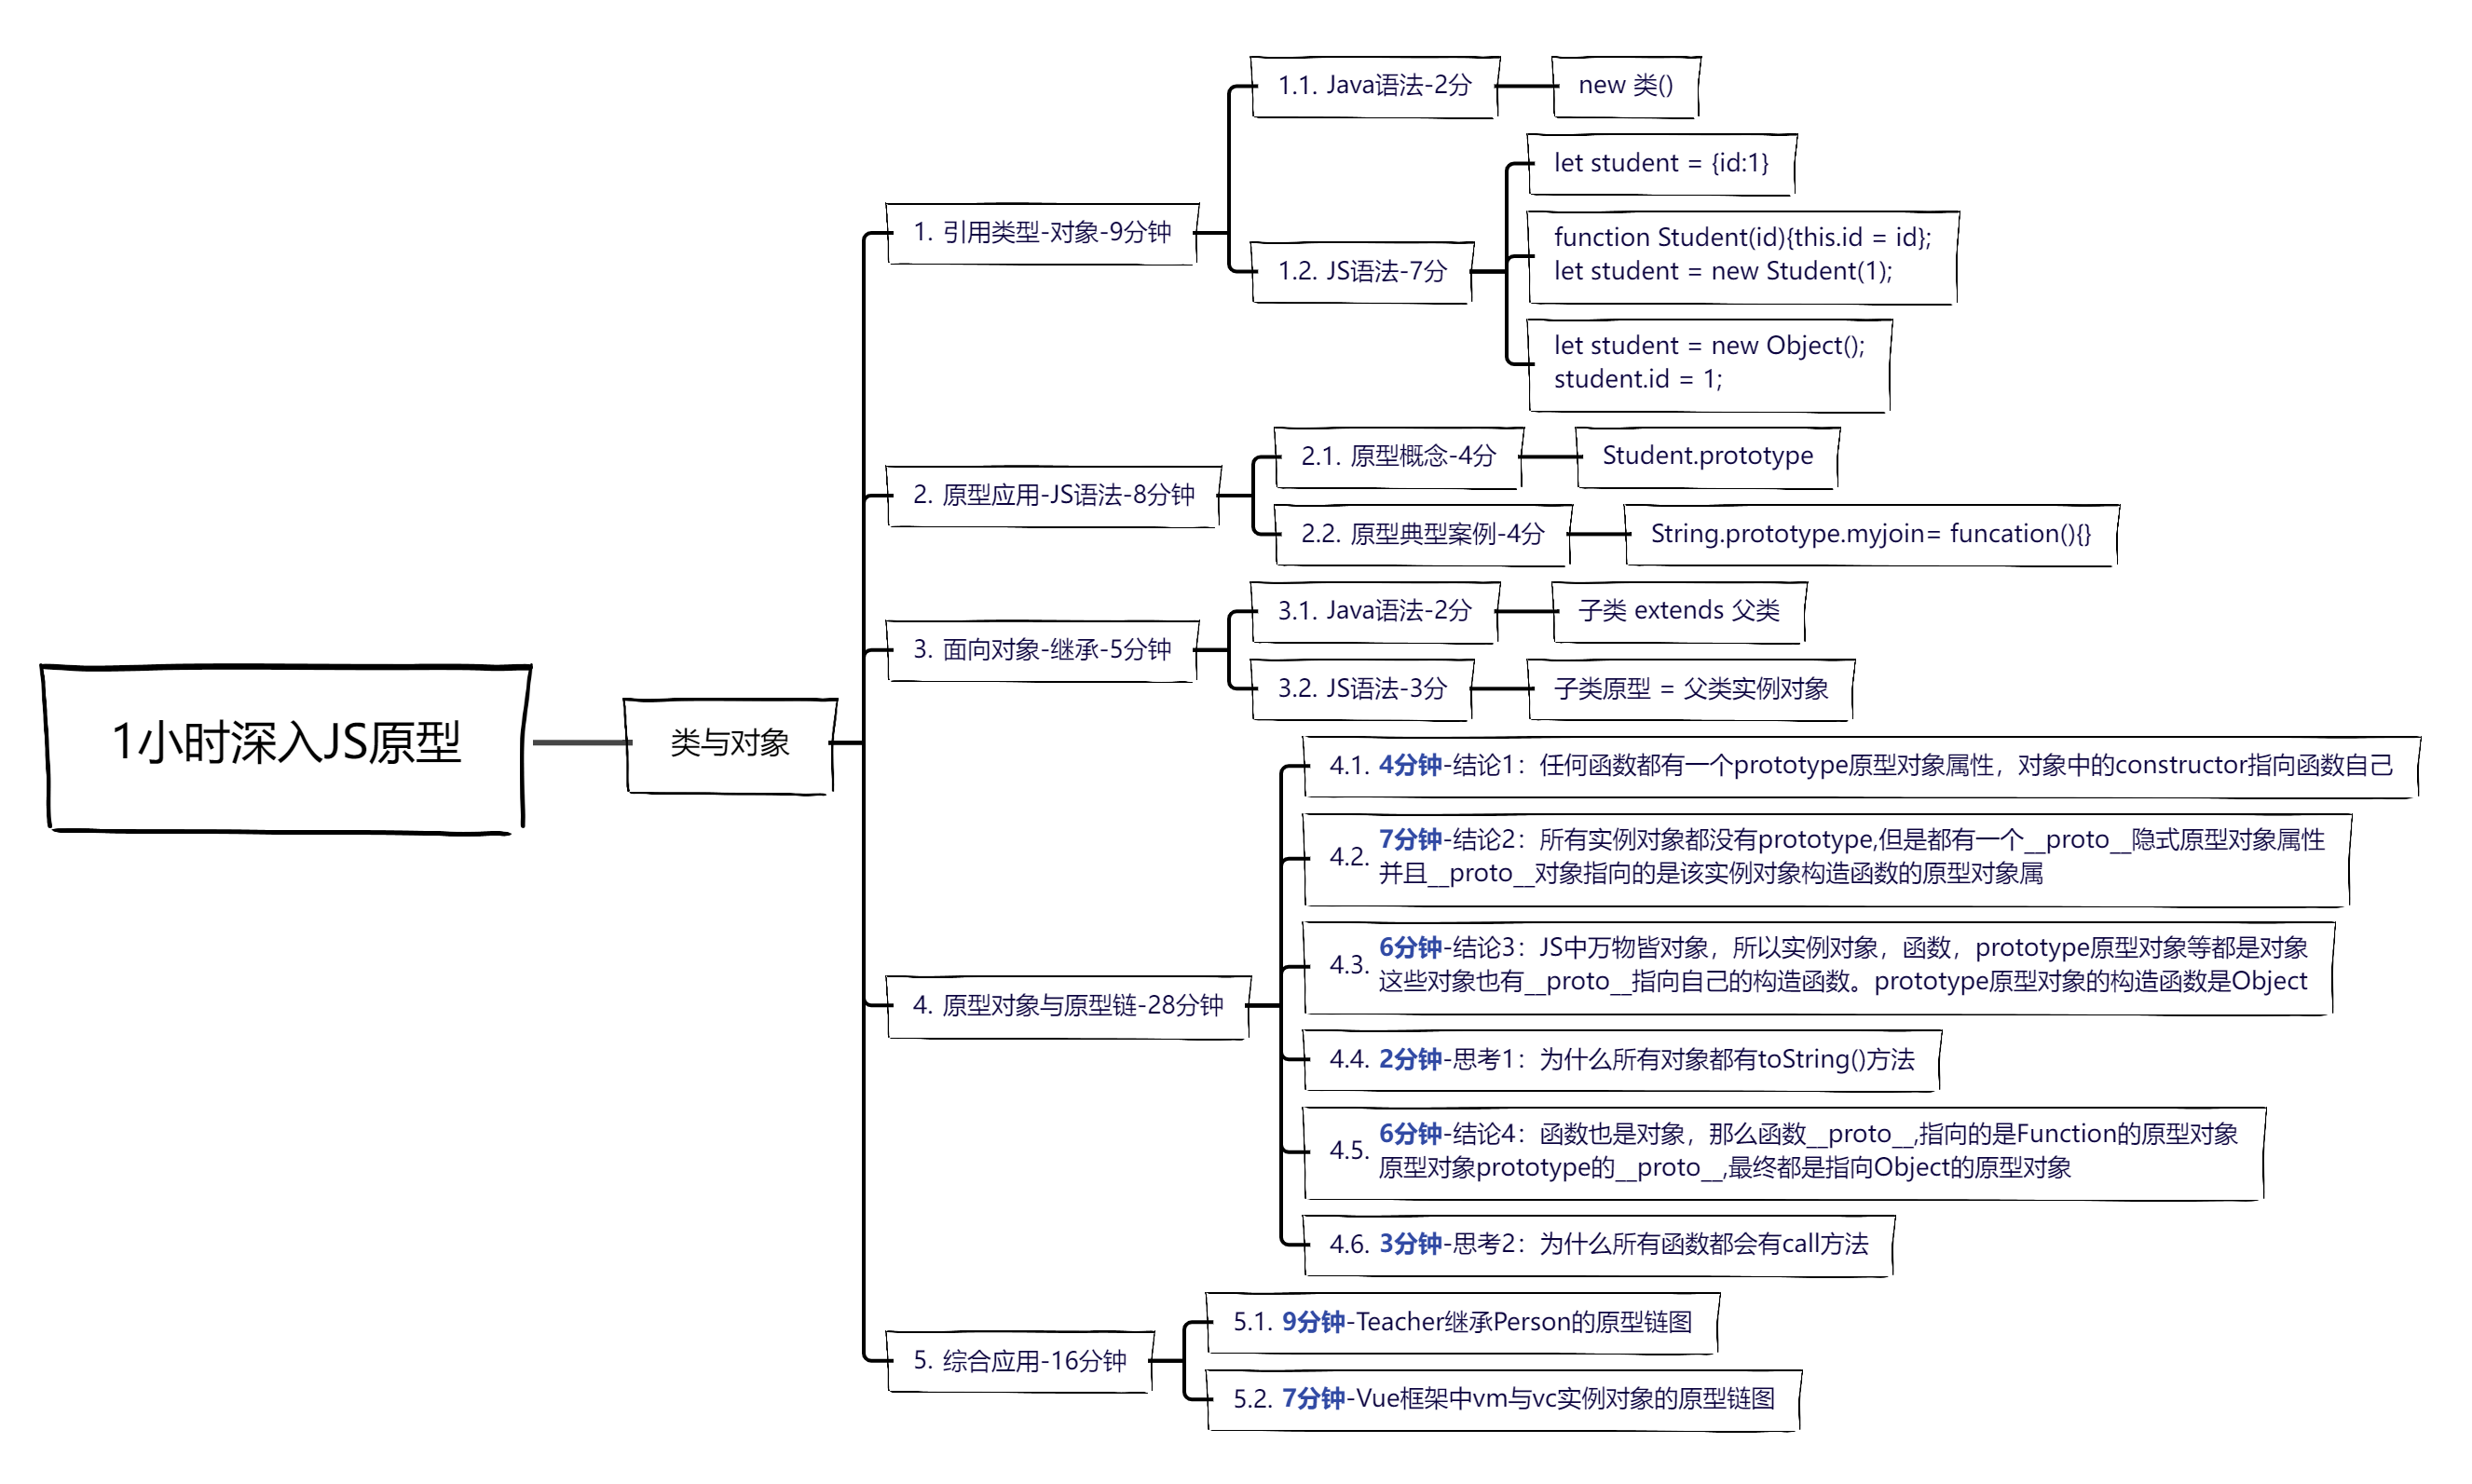 1小时深入JS原型
类与对象
1. 引用类型-对象-9分钟
1.1. Java语法-2分
new 类()
1.2. JS语法-7分
let student = {id:1}
function Student(id){this.id = id};
let student = new Student(1);
let student = new Object();
student.id = 1;
2. 原型应用-JS语法-8分钟
2.1. 原型概念-4分
Student.prototype
2.2. 原型典型案例-4分
String.prototype.myjoin= funcation(){}
3. 面向对象-继承-5分钟
3.1. Java语法-2分
子类 extends 父类
3.2. JS语法-3分
子类原型 = 父类实例对象
4. 原型对象与原型链-28分钟
4.1. 4分钟-结论1：任何函数都有一个prototype原型对象属性，对象中的constructor指向函数自己
4.2. 7分钟-结论2：所有实例对象都没有prototype,但是都有一个__proto__隐式原型对象属性
并且__proto__对象指向的是该实例对象构造函数的原型对象属
4.3. 6分钟-结论3：JS中万物皆对象，所以实例对象，函数，prototype原型对象等都是对象
这些对象也有__proto__指向自己的构造函数。prototype原型对象的构造函数是Object
4.4. 2分钟-思考1：为什么所有对象都有toString()方法
4.5. 6分钟-结论4：函数也是对象，那么函数__proto__,指向的是Function的原型对象
原型对象prototype的__proto__,最终都是指向Object的原型对象
4.6. 3分钟-思考2：为什么所有函数都会有call方法
5. 综合应用-16分钟
5.1. 9分钟-Teacher继承Person的原型链图
5.2. 7分钟-Vue框架中vm与vc实例对象的原型链图